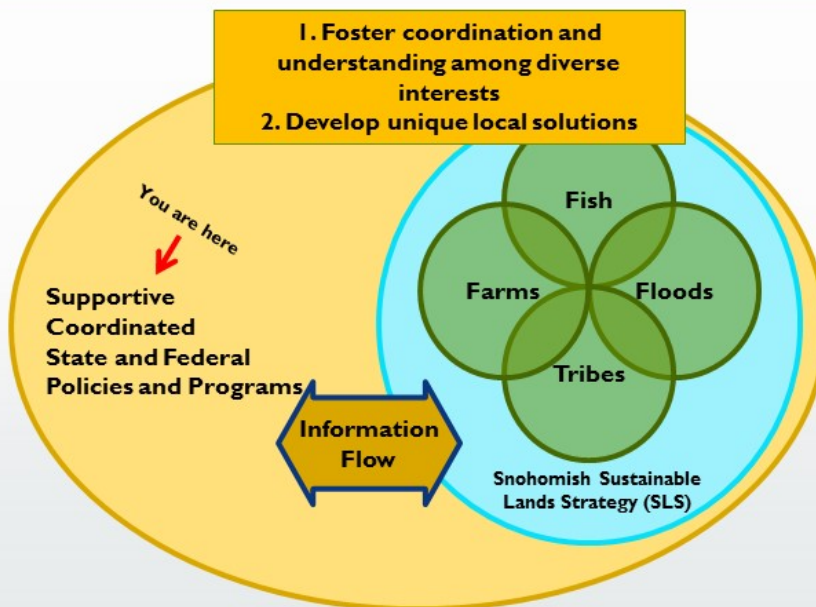 1. Foster coordination and
understanding among diverse
interests
2. Develop unique local solutions
You are here
Supportive
Coordinated
State and Federal
Policies and Programs
Fish
Farms
Floods
Tribes
Information
Flow
Snohomish Sustainable
Lands Strategy (SLS)